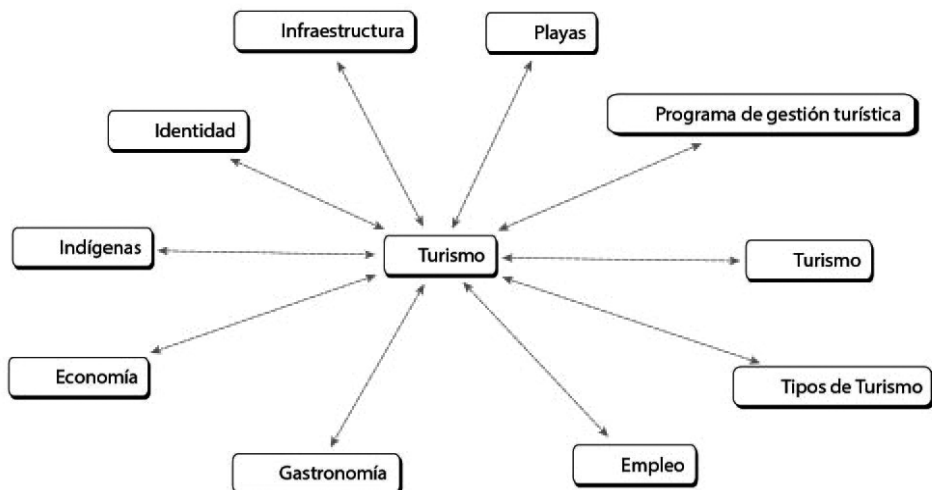 Infraestructura
Playas
Programa de gestión turística
Identidad
Indígenas
Turismo
Turismo
Economía
Tipos de Turismo
Gastronomía
Empleo